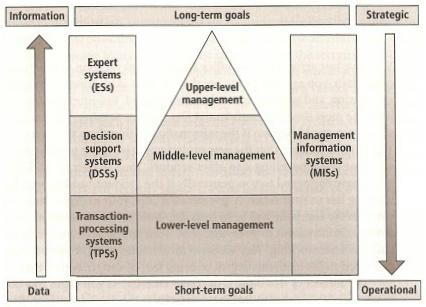 Information
Long-term goals
Strategic
Expert
systems
(ESs)
Upper-level
management
Decision
support
systems
(DSSs)
Middle-level management
Management
information
systems
(MISs)
Transaction-
processing
systems
(TPSs)
Lower-level management
Data
Short-term goals
Operational